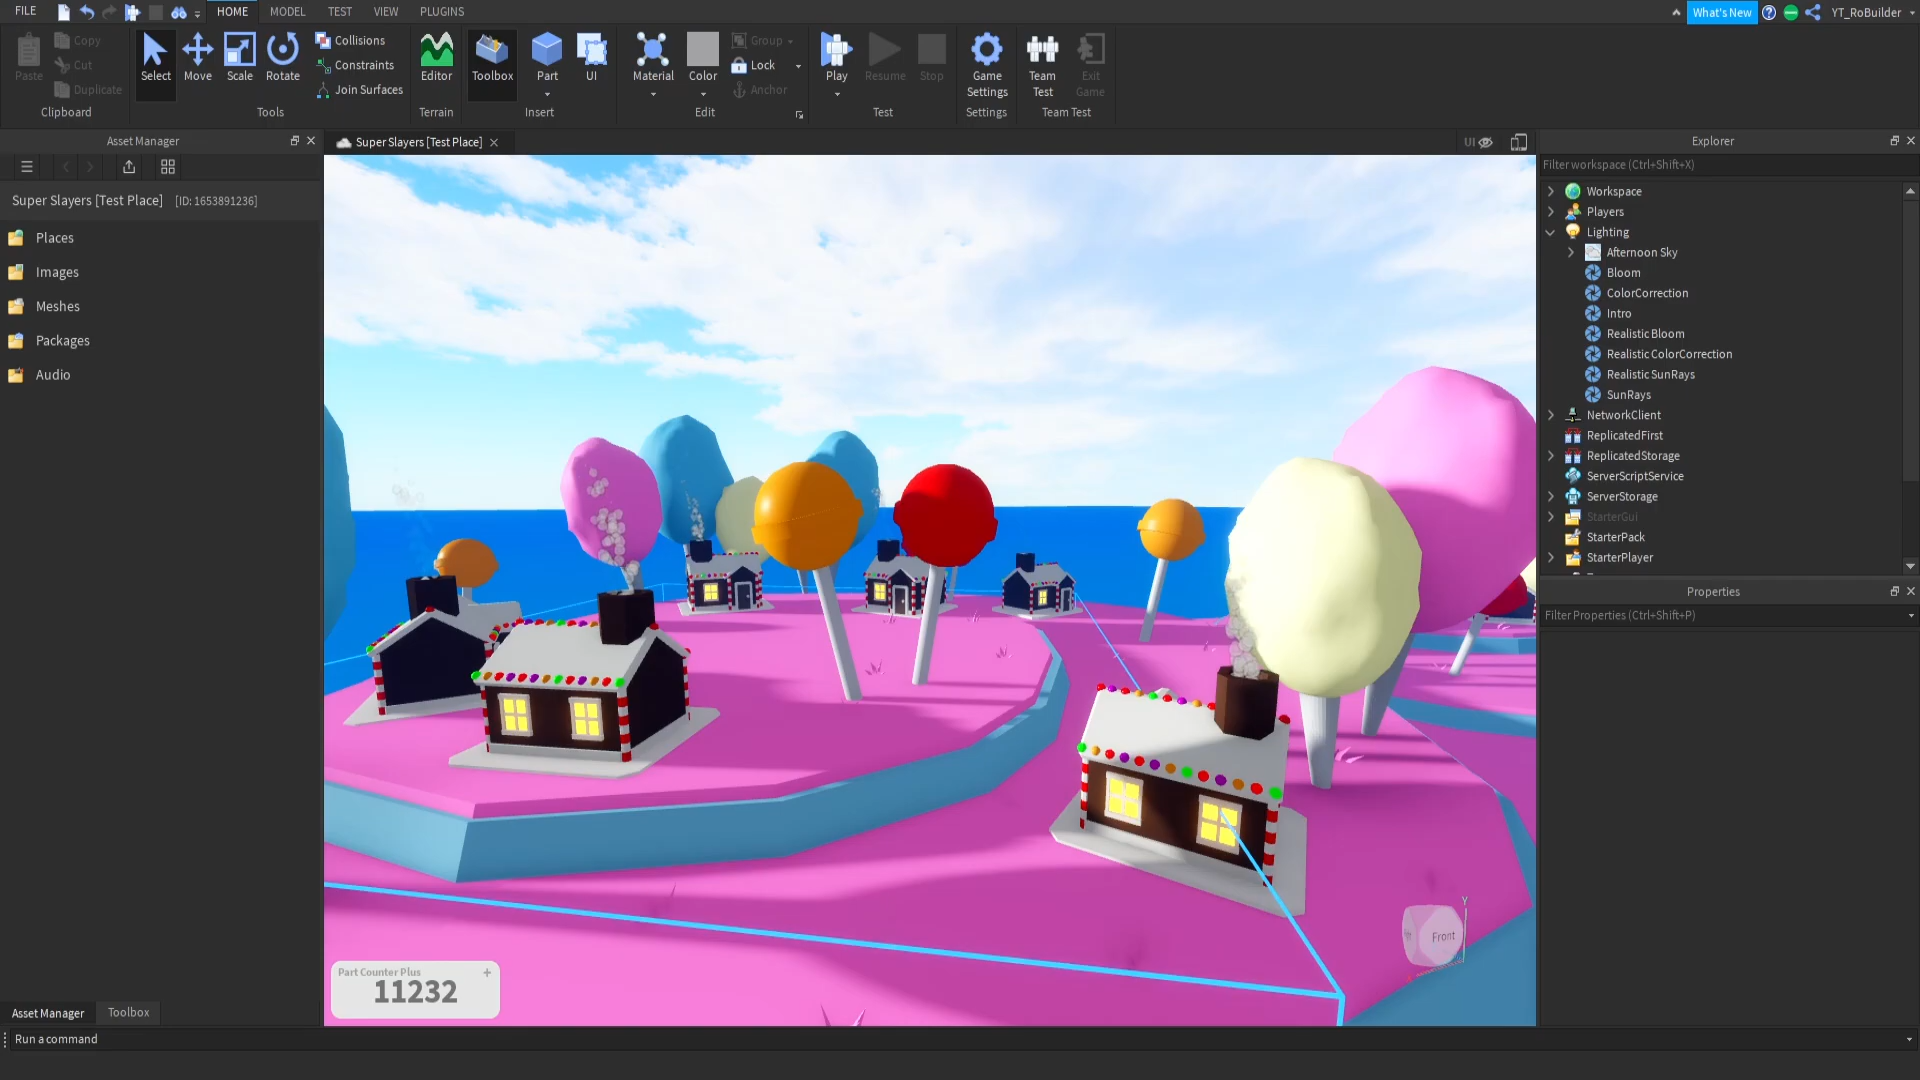 FILE
HOME
MODEL
TEST
VIEW
PLUGINS
What's New
YT_RoBuilder
Paste
Copy
Cut
Duplicate
Clipboard
Select
Move
Scale
Rotate
Collisions
Constraints
Join Surfaces
Tools
Editor
Terrain
Toolbox
Part
UI
Insert
Material
Color
Group
Lock
Anchor
Edit
Play
Resume
Stop
Test
Game
Settings
Settings
Team
Test
Exit
Game
Team Test
Asset Manager
Super Slayers [Test Place] [ID: 1653891236]
Places
Images
Meshes
Packages
Audio
Asset Manager
Toolbox
Super Slayers [Test Place]
UI
Part Counter Plus +
11232
Y
Front
Explorer
Filter workspace (Ctrl+Shift+X)
Workspace
Players
Lighting
Afternoon Sky
Bloom
ColorCorrection
Intro
Realistic Bloom
Realistic ColorCorrection
Realistic SunRays
SunRays
NetworkClient
ReplicatedFirst
ReplicatedStorage
ServerScriptService
ServerStorage
StarterGui
StarterPack
StarterPlayer
Properties
Filter Properties (Ctrl+Shift+P)
Run a command